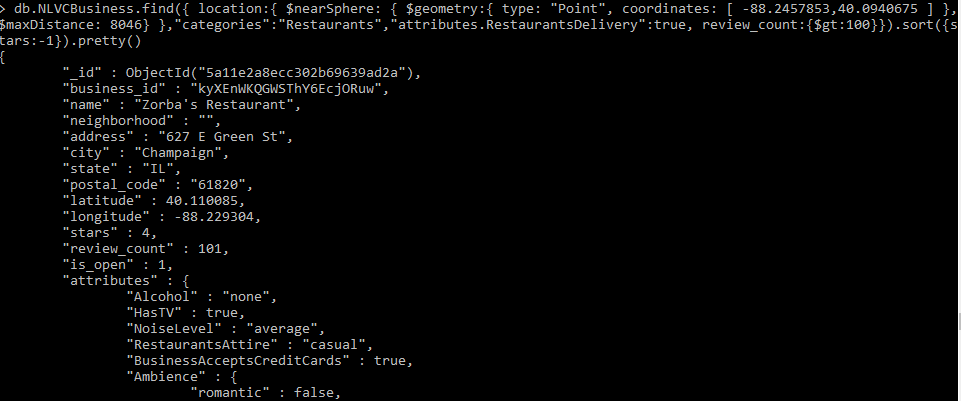 > db.NLVCBusiness.find({ location:{ $nearSphere: { $geometry:{ type: "Point", coordinates: [ -88.2457853,40.0940675 ] },
$maxDistance: 8046} },"categories":"Restaurants","attributes.RestaurantsDelivery":true, review_count:{$gt:100}}).sort({s
tars:-1}).pretty()
{
"_id" : ObjectId("5a11e2a8ecc302b69639ad2a"),
"business_id" : "kyXEnWKQGWSThY6EcjORuw",
"name" : "Zorba's Restaurant",
"neighborhood" : "",
"address" : "627 E Green St",
"city" : "Champaign",
"state" : "IL",
"postal_code" : "61820",
"latitude" : 40.110085,
"longitude" : -88.229304,
"stars" : 4,
"review_count" : 101,
"is_open" : 1,
"attributes" : {
"Alcohol" : "none",
"HasTV" : true,
"NoiseLevel" : "average",
"RestaurantsAttire" : "casual",
"BusinessAcceptsCreditCards" : true,
"Ambience" : {
"romantic" : false,